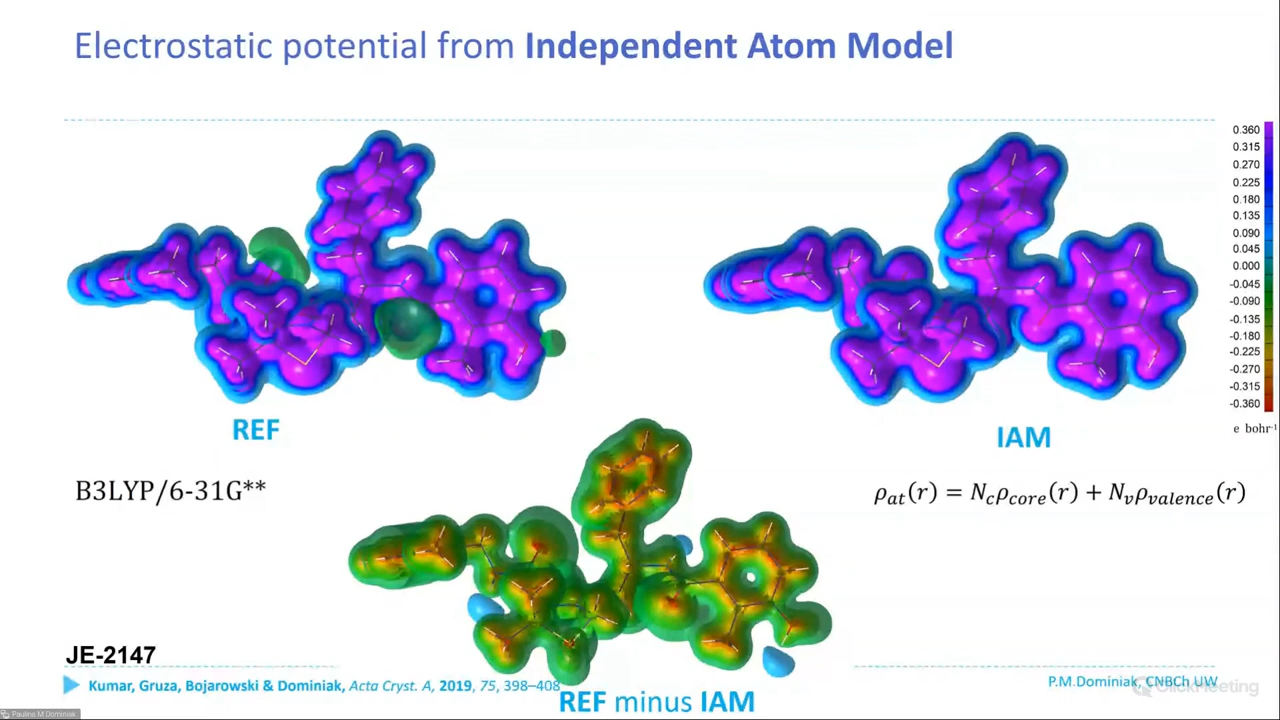 Electrostatic potential from Independent Atom Model
0.360
0.315
0.270
0.225
0.180
0.135
0.090
0.045
0.000
-0.045
-0.090
-0.135
-0.180
-0.225
-0.270
-0.315
-0.360
e bohr⁻¹
REF
IAM
B3LYP/6-31G**
ρat(r) = Ncρcore(r) + Nvρvalence(r)
JE-2147
Kumar, Gruza, Bojarowski & Dominiak, Acta Cryst. A, 2019, 75, 398–408
REF minus IAM
P.M.Dominiak, CNBCh UW
ClickMeeting
Paulina M Dominiak